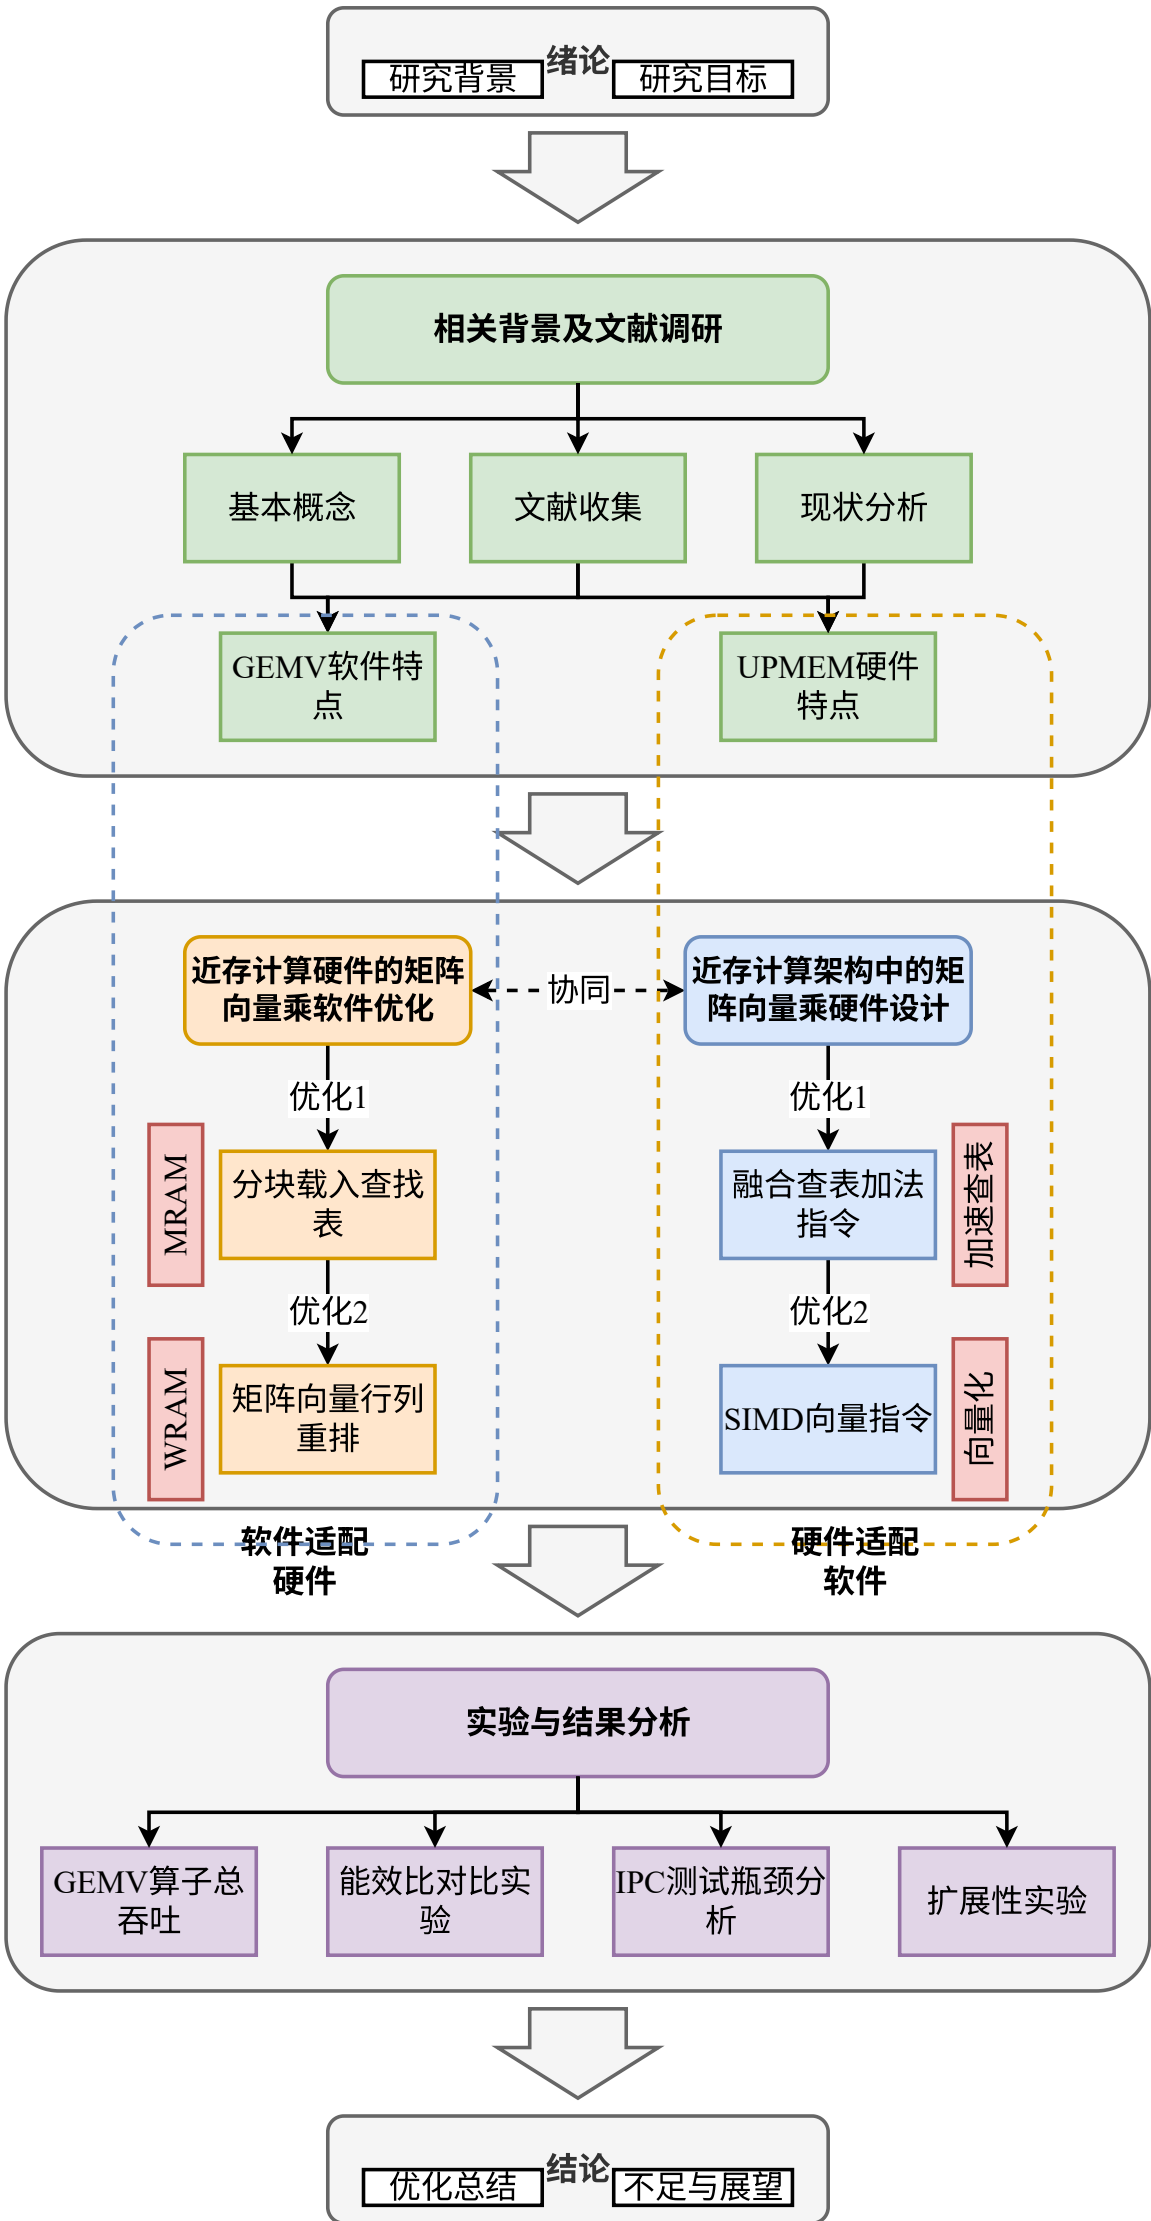 绪论
研究背景
研究目标
相关背景及文献调研
基本概念
文献收集
现状分析
GEMV软件特
点
UPMEM硬件
特点
近存计算硬件的矩阵
向量乘软件优化
协同
近存计算架构中的矩
阵向量乘硬件设计
优化1
优化1
MRAM
分块载入查找
表
融合查表加法
指令
加速查表
优化2
优化2
WRAM
矩阵向量行列
重排
SIMD向量指令
向量化
软件适配
硬件
硬件适配
软件
实验与结果分析
GEMV算子总
吞吐
能效比对比实
验
IPC测试瓶颈分
析
扩展性实验
结论
优化总结
不足与展望